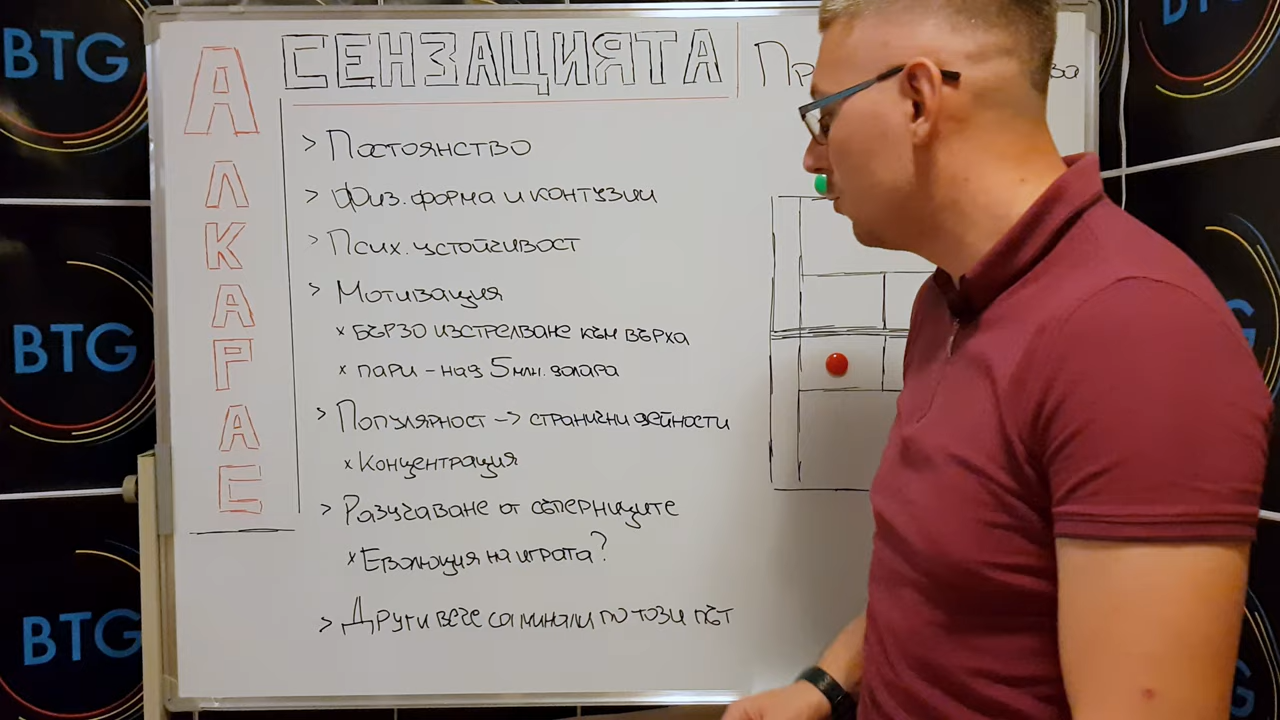 СЕНЗАЦИЯТА
АЛКАРАС
> Постоянство
> Физ. форма и контузии
> Псих. устойчивост
> Мотивация
x бързо изстрелване към върха
x пари – над 5 млн. долара
> Популярност -> странични дейности
x Концентрация
> Разучаване от съперниците
x Еволюция на играта?
> Други вече са минали по този път
BTG
BTG
BTG
BTG